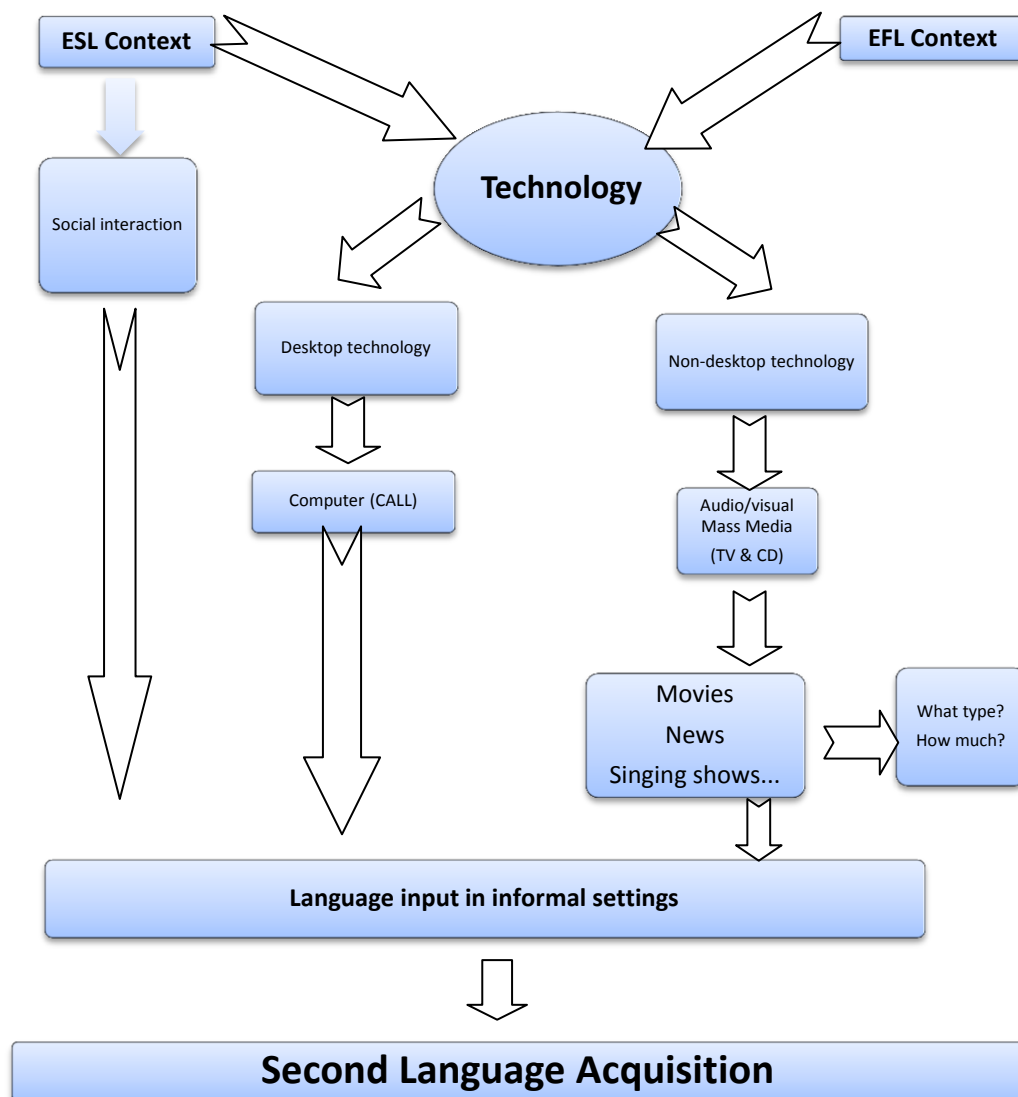 ESL Context
EFL Context
Technology
Social interaction
Desktop technology
Non-desktop technology
Computer (CALL)
Audio/visual
Mass Media
(TV & CD)
Movies
News
Singing shows...
What type?
How much?
Language input in informal settings
Second Language Acquisition